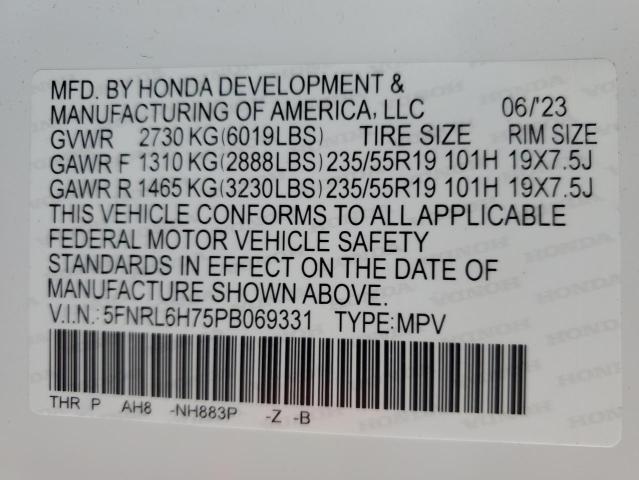 MFD. BY HONDA DEVELOPMENT &
MANUFACTURING OF AMERICA, LLC 06/'23
GVWR 2730 KG(6019LBS) TIRE SIZE RIM SIZE
GAWR F 1310 KG(2888LBS) 235/55R19 101H 19X7.5J
GAWR R 1465 KG(3230LBS) 235/55R19 101H 19X7.5J
THIS VEHICLE CONFORMS TO ALL APPLICABLE
FEDERAL MOTOR VEHICLE SAFETY
STANDARDS IN EFFECT ON THE DATE OF
MANUFACTURE SHOWN ABOVE.
V.I.N.:5FNRL6H75PB069331 TYPE:MPV
THR P AH8 -NH883P -Z -B